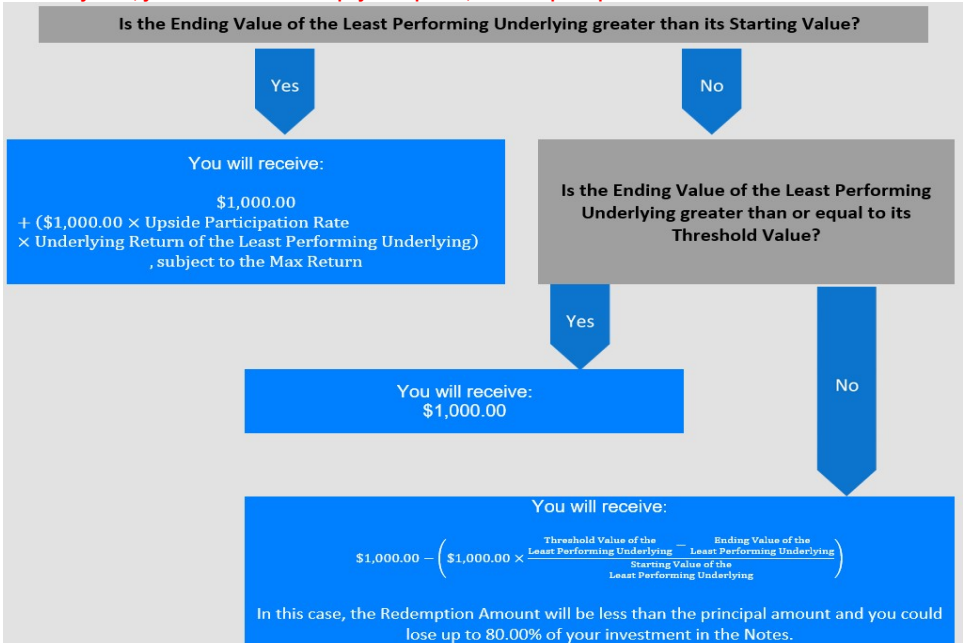 Is the Ending Value of the Least Performing Underlying greater than its Starting Value?
Yes
No
You will receive:
$1,000.00
+ ($1,000.00 × Upside Participation Rate
× Underlying Return of the Least Performing Underlying)
, subject to the Max Return
Is the Ending Value of the Least Performing
Underlying greater than or equal to its
Threshold Value?
Yes
No
You will receive:
$1,000.00
You will receive:
$1,000.00 − ($1,000.00 × (Threshold Value of the Least Performing Underlying − Ending Value of the Least Performing Underlying) / Starting Value of the Least Performing Underlying)
In this case, the Redemption Amount will be less than the principal amount and you could
lose up to 80.00% of your investment in the Notes.